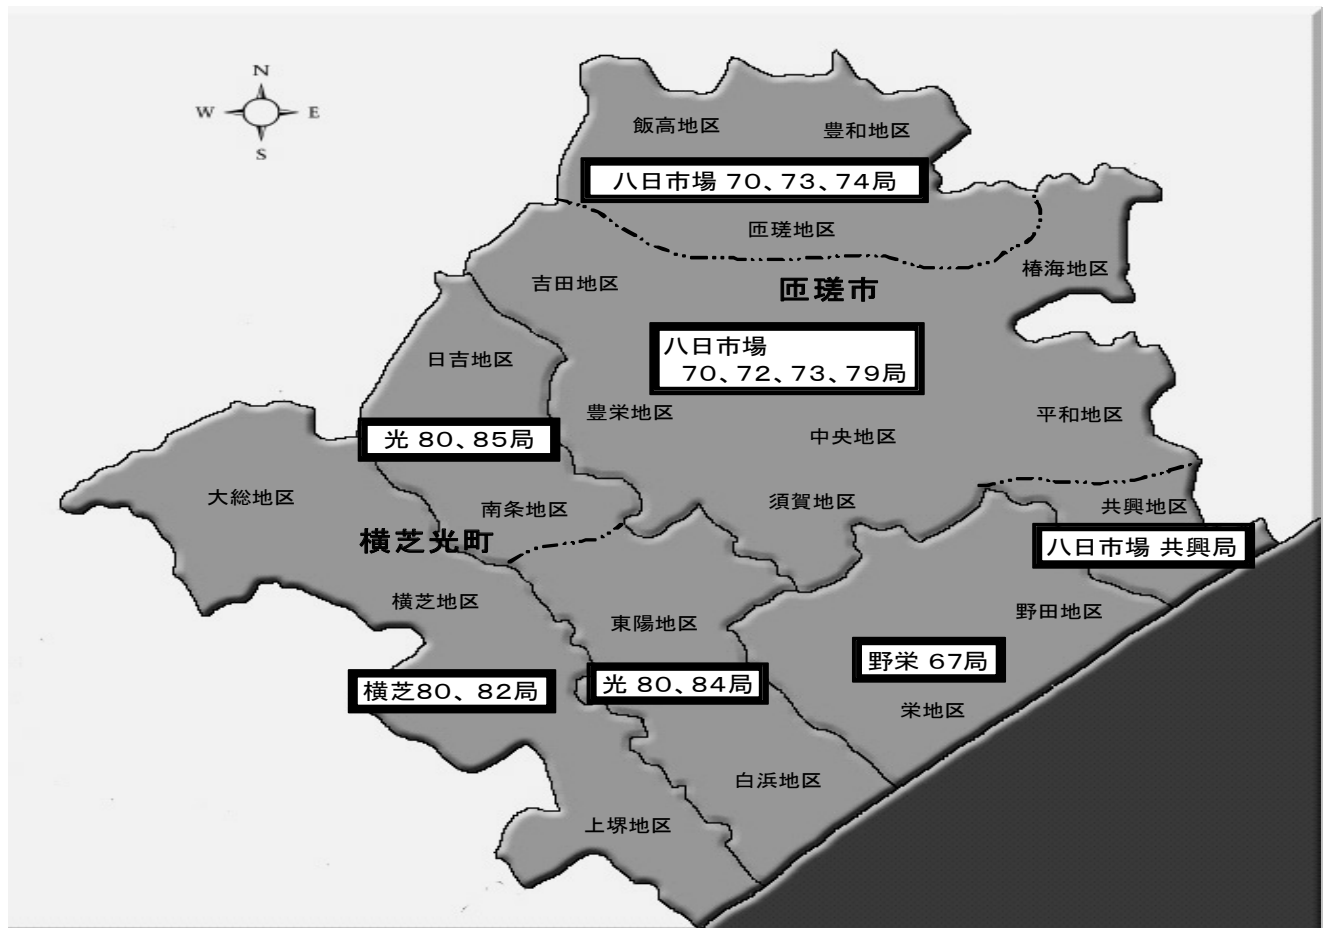 N
W E
S
飯高地区
豊和地区
八日市場 70、73、74局
匝瑳地区
椿海地区
吉田地区
匝瑳市
八日市場
70、72、73、79局
日吉地区
豊栄地区
平和地区
中央地区
光 80、85局
大総地区
南条地区
須賀地区
共興地区
横芝光町
八日市場 共興局
横芝地区
東陽地区
野田地区
野栄 67局
横芝80、82局
光 80、84局
栄地区
白浜地区
上堺地区